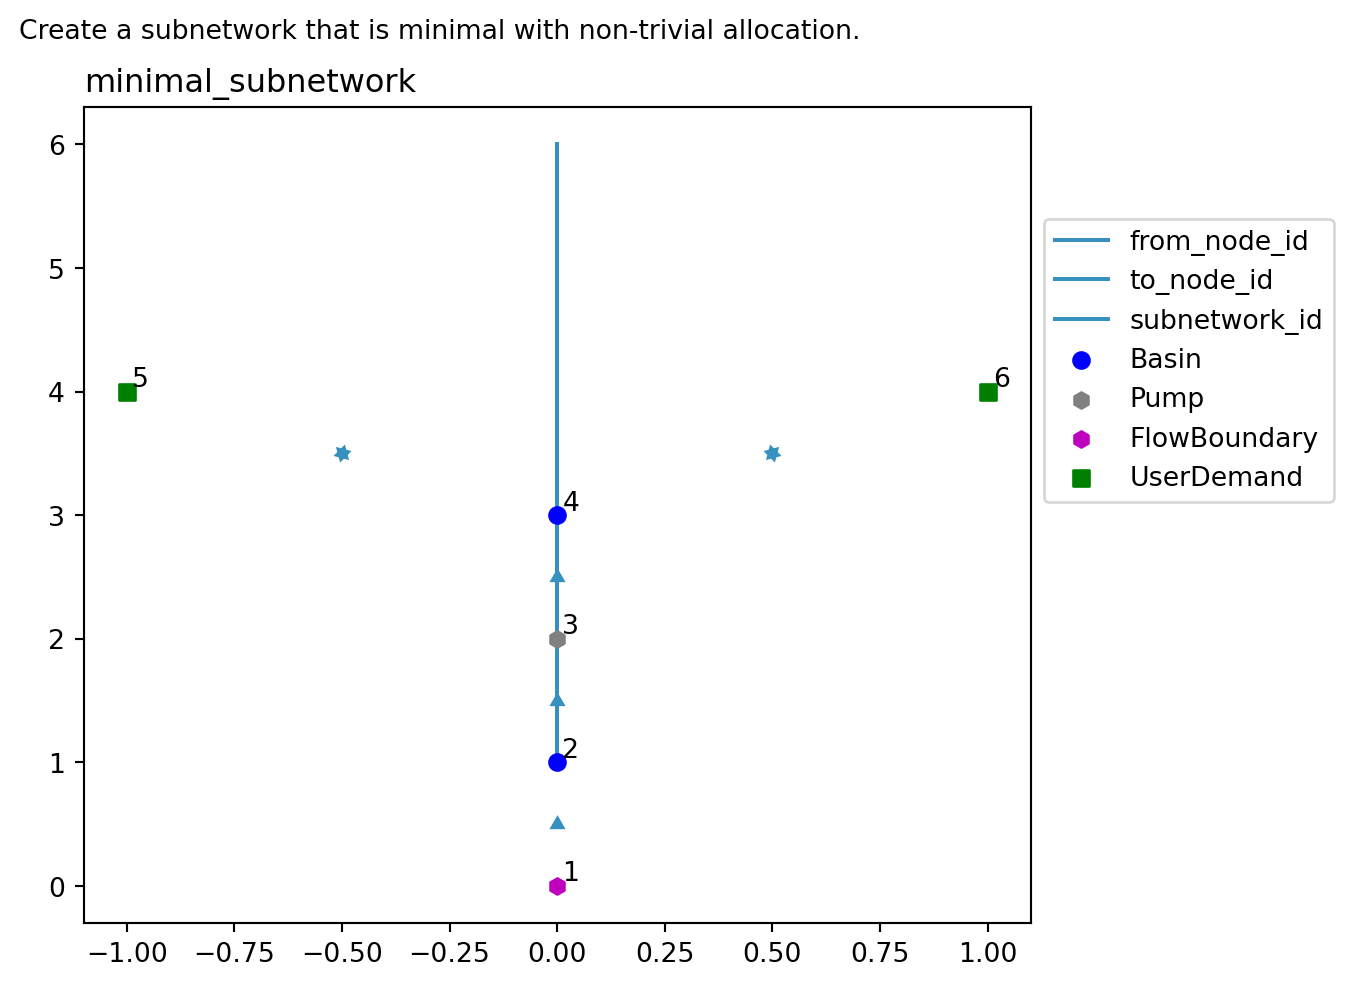 Create a subnetwork that is minimal with non-trivial allocation.
minimal_subnetwork
6
5
4
3
2
1
0
5
6
4
3
2
1
−1.00 −0.75 −0.50 −0.25 0.00 0.25 0.50 0.75 1.00
from_node_id
to_node_id
subnetwork_id
Basin
Pump
FlowBoundary
UserDemand